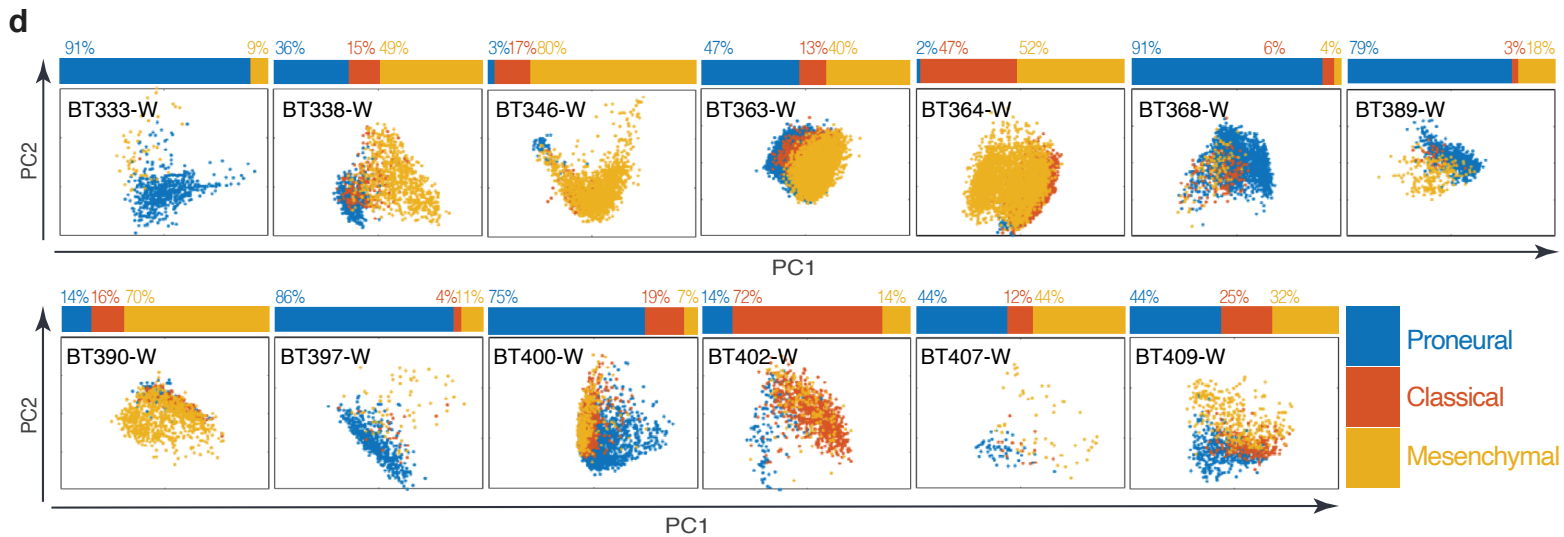 d
91% 9% 36% 15% 49% 3% 17% 80% 47% 13% 40% 2% 47% 52% 91% 6% 4% 79% 3% 18%
BT333-W BT338-W BT346-W BT363-W BT364-W BT368-W BT389-W
PC2
PC1
14% 16% 70% 86% 4% 11% 75% 19% 7% 14% 72% 14% 44% 12% 44% 44% 25% 32%
BT390-W BT397-W BT400-W BT402-W BT407-W BT409-W
PC2
PC1
Proneural
Classical
Mesenchymal